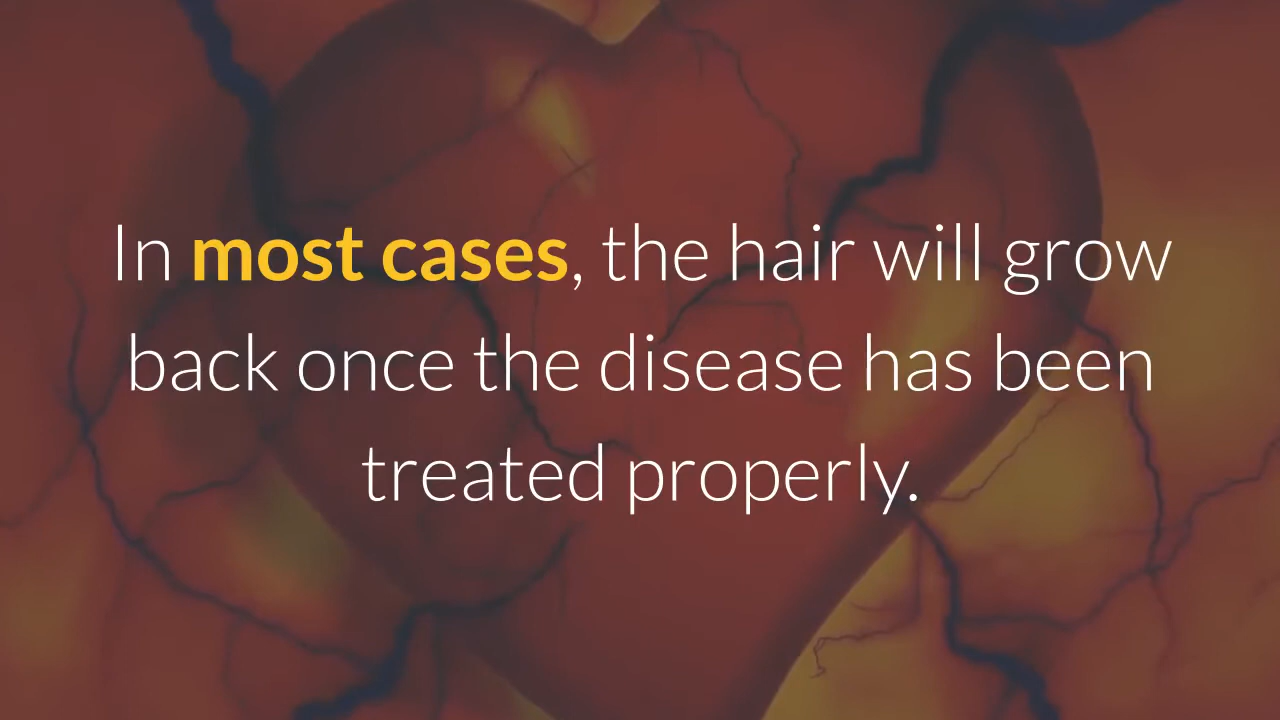 In most cases, the hair will grow
back once the disease has been
treated properly.